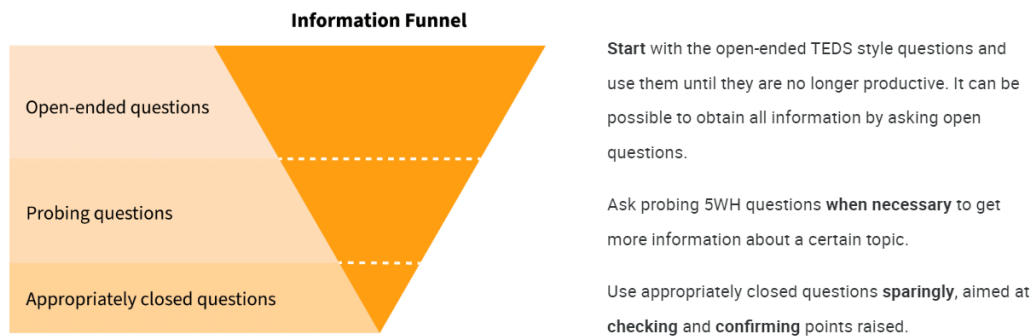 Information Funnel
Open-ended questions
Probing questions
Appropriately closed questions
Start with the open-ended TEDS style questions and
use them until they are no longer productive. It can be
possible to obtain all information by asking open
questions.
Ask probing 5WH questions when necessary to get
more information about a certain topic.
Use appropriately closed questions sparingly, aimed at
checking and confirming points raised.